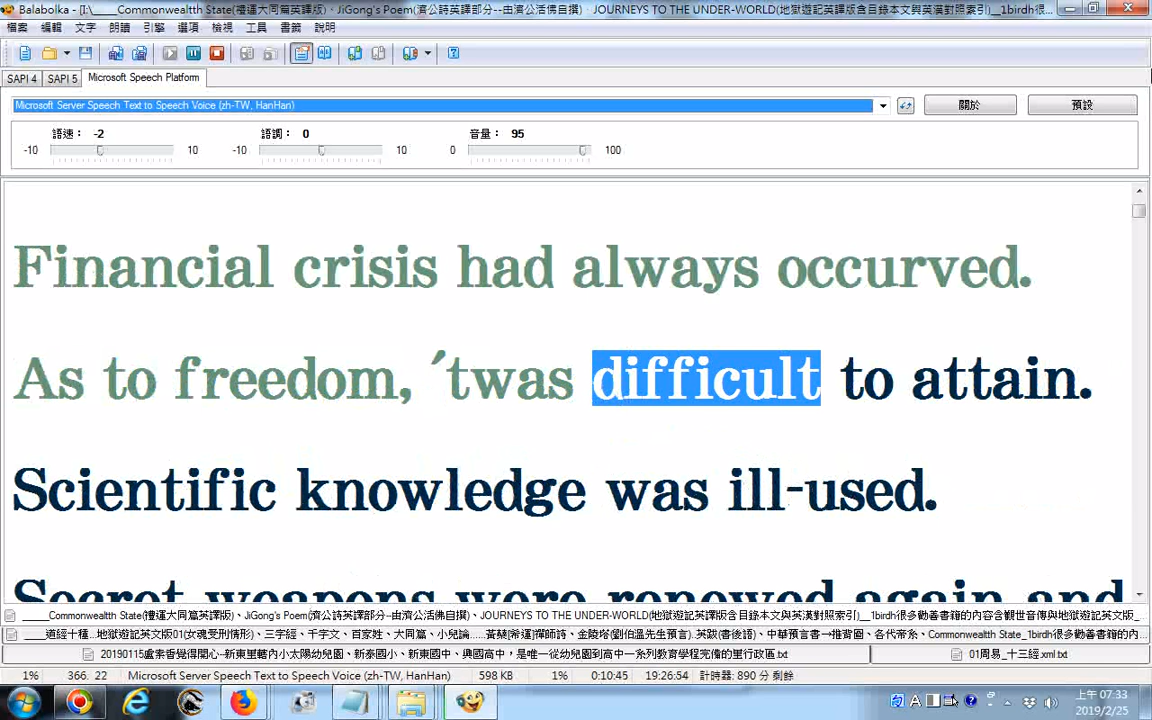 Balabolka - [I:\_____Commonwealtth State(禮運大同篇英譯版)、JiGong's Poem(濟公詩英譯部分--由濟公活佛自撰)、JOURNEYS TO THE UNDER-WORLD(地獄遊記英譯版含目錄本文與英漢對照索引)__1birdh很...
檔案 編輯 文字 朗讀 引擎 選項 檢視 工具 書籤 說明
SAPI 4 SAPI 5 Microsoft Speech Platform
Microsoft Server Speech Text to Speech Voice (zh-TW, HanHan) 關於 預設
語速： -2 語調： 0 音量： 95
-10 10 -10 10 0 100
Financial crisis had always occurved.
As to freedom, ´twas difficult to attain.
Scientific knowledge was ill-used.
Secret weapons were renewed again and
_____Commonwealtth State(禮運大同篇英譯版)、JiGong's Poem(濟公詩英譯部分--由濟公活佛自撰)、JOURNEYS TO THE UNDER-WORLD(地獄遊記英譯版含目錄本文與英漢對照索引)__1birdh很多勸善書籍的內容含觀世音傳與地獄遊記英文版_
道經十種...地獄遊記英文版01(女魂受刑情形)、三字經、千字文、百家姓、大同篇、小兒論......黃蘗[希運]禪師詩、金陵塔(劉伯溫先生預言).英跋(書後語)、中華預言書一推背圖、各代帝系、Commonwealtth State_1birdh很多勸善書籍的內...
20190115盧素香覺得開心--新東里轄內小太陽幼兒園、新泰國小、新東國中、興國高中，是唯一從幼兒園到高中一系列教育學程完備的里行政區.txt 01周易_十三經.xml.txt
1% 366. 22 Microsoft Server Speech Text to Speech Voice (zh-TW, HanHan) 598 KB 1% 0:10:45 19:26:54 計時器: 890 分 剩餘
上午 07:33
2019/2/25